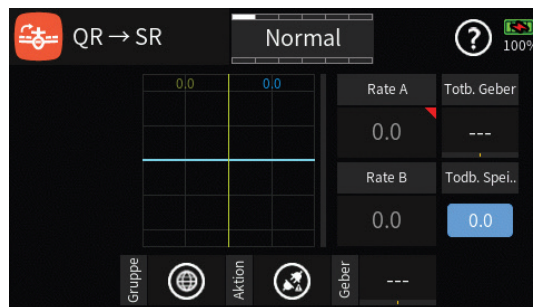 QR → SR
Normal
?
100%
0.0
0.0
Rate A
Totb. Geber
0.0
---
Rate B
Todb. Spei..
0.0
0.0
Gruppe
Aktion
Geber
---